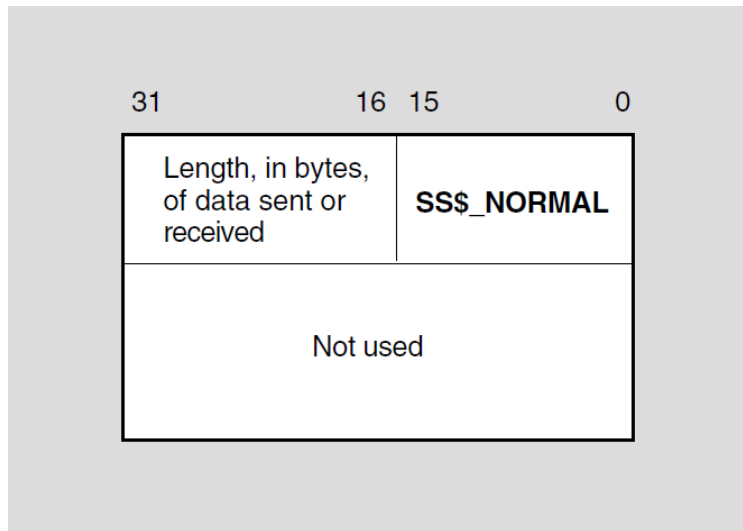 31 16 15 0
Length, in bytes,
of data sent or
received
SS$_NORMAL
Not used